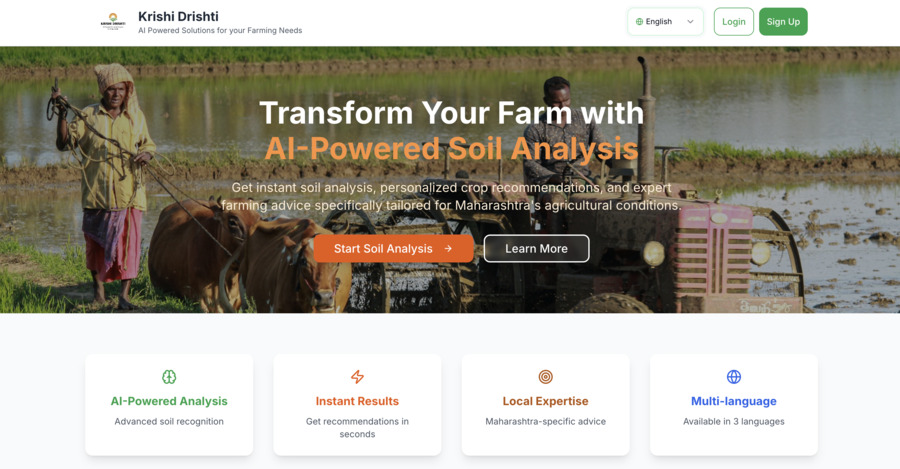 KRISHI DRISHTI
Krishi Drishti
AI Powered Solutions for your Farming Needs
English
Login
Sign Up
Transform Your Farm with
AI-Powered Soil Analysis
Get instant soil analysis, personalized crop recommendations, and expert
farming advice specifically tailored for Maharashtra's agricultural conditions.
Start Soil Analysis →
Learn More
AI-Powered Analysis
Advanced soil recognition
Instant Results
Get recommendations in
seconds
Local Expertise
Maharashtra-specific advice
Multi-language
Available in 3 languages